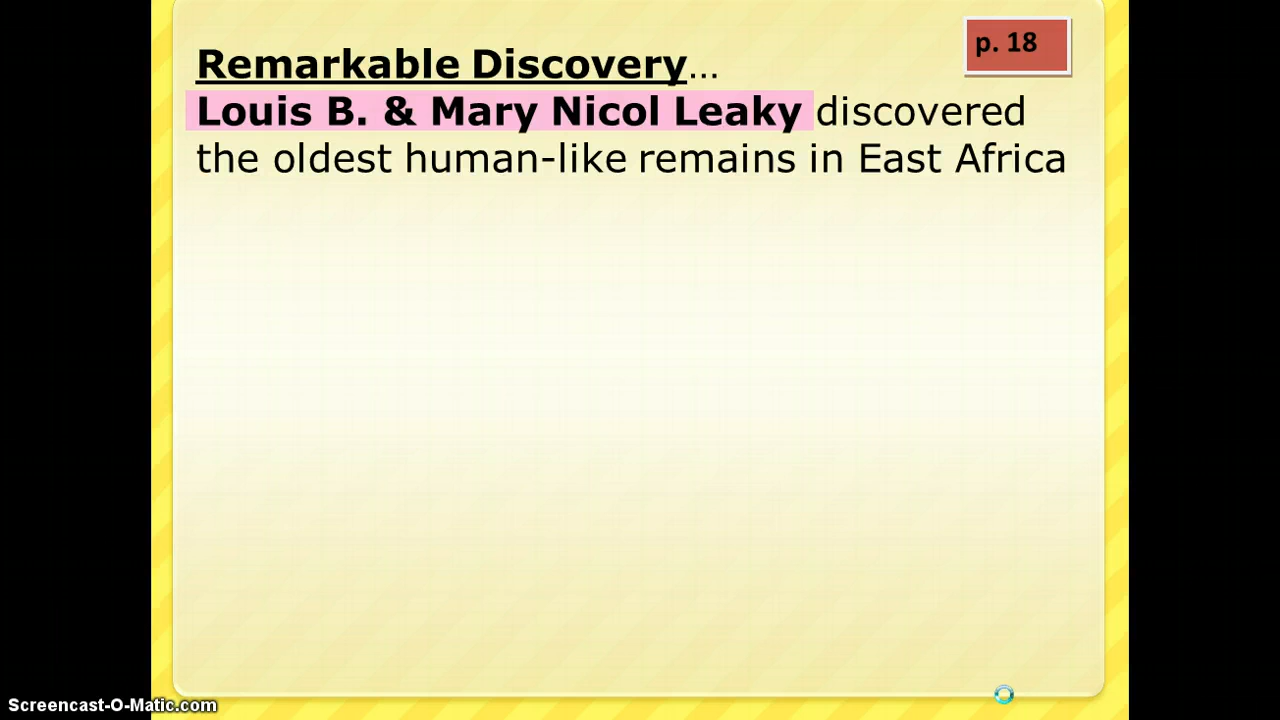 p. 18
Remarkable Discovery...
Louis B. & Mary Nicol Leaky discovered
the oldest human-like remains in East Africa
Screencast-O-Matic.com